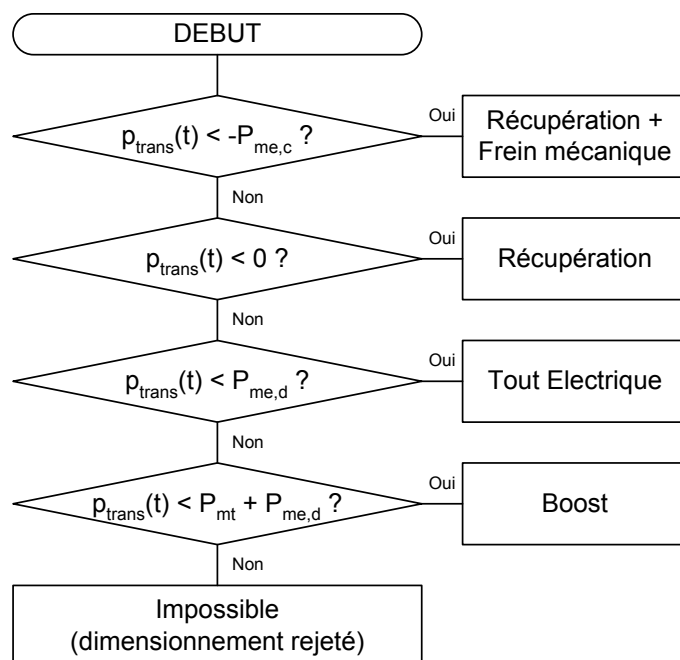 DEBUT
p_trans(t) < -P_me,c ?
Oui
Récupération +
Frein mécanique
Non
p_trans(t) < 0 ?
Oui
Récupération
Non
p_trans(t) < P_me,d ?
Oui
Tout Electrique
Non
p_trans(t) < P_mt + P_me,d ?
Oui
Boost
Non
Impossible
(dimensionnement rejeté)